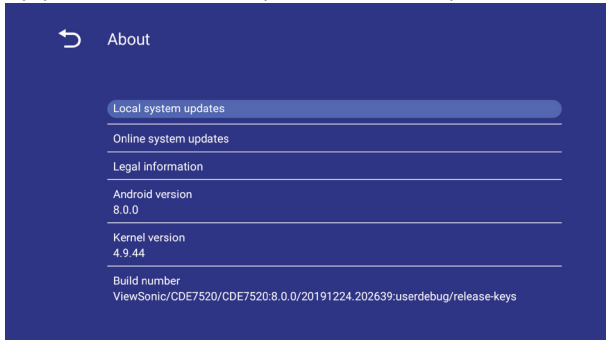 About
Local system updates
Online system updates
Legal information
Android version
8.0.0
Kernel version
4.9.44
Build number
ViewSonic/CDE7520/CDE7520:8.0.0/20191224.202639:userdebug/release-keys